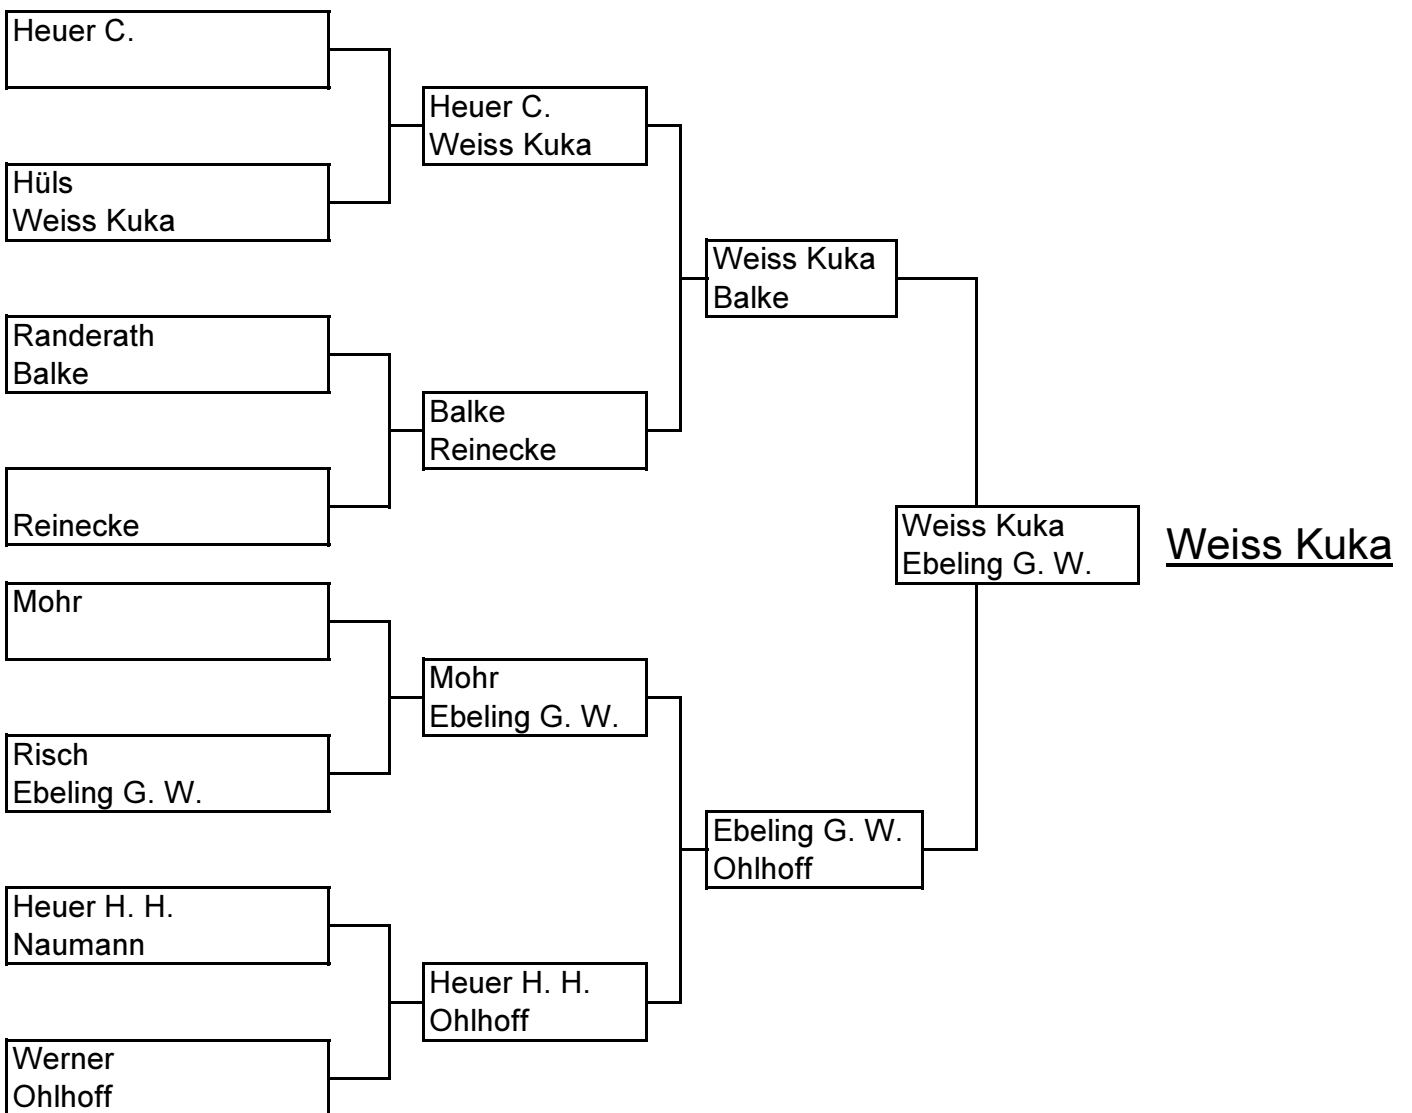 Heuer C.
Hüls
Weiss Kuka
Randerath
Balke
Reinecke
Mohr
Risch
Ebeling G. W.
Heuer H. H.
Naumann
Werner
Ohlhoff
Heuer C.
Weiss Kuka
Balke
Reinecke
Mohr
Ebeling G. W.
Heuer H. H.
Ohlhoff
Weiss Kuka
Balke
Ebeling G. W.
Ohlhoff
Weiss Kuka
Ebeling G. W.
Weiss Kuka